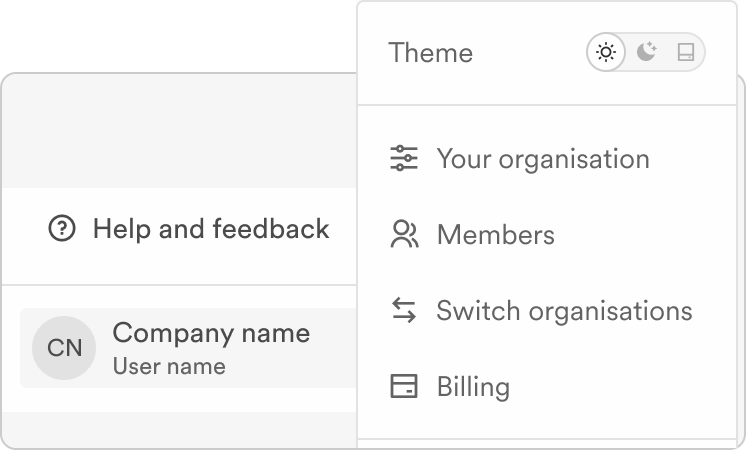 Theme
Your organisation
Help and feedback
Members
Switch organisations
CN
Company name
User name
Billing